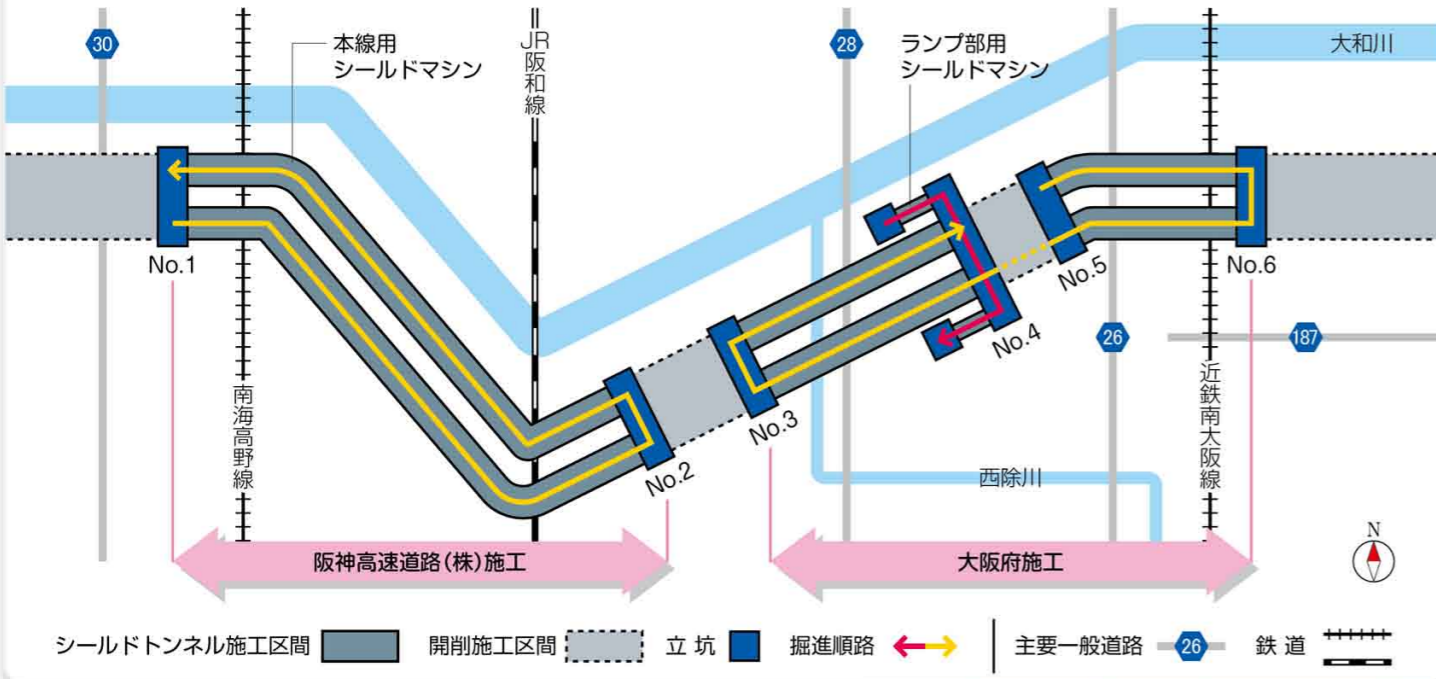 30
本線用
シールドマシン
JR阪和線
28
ランプ部用
シールドマシン
大和川
No.1
南海高野線
No.2
No.3
No.4
No.5
No.6
26
187
近鉄南大阪線
西除川
阪神高速道路(株)施工
大阪府施工
N
シールドトンネル施工区間
開削施工区間
立坑
掘進順路
主要一般道路
26
鉄道